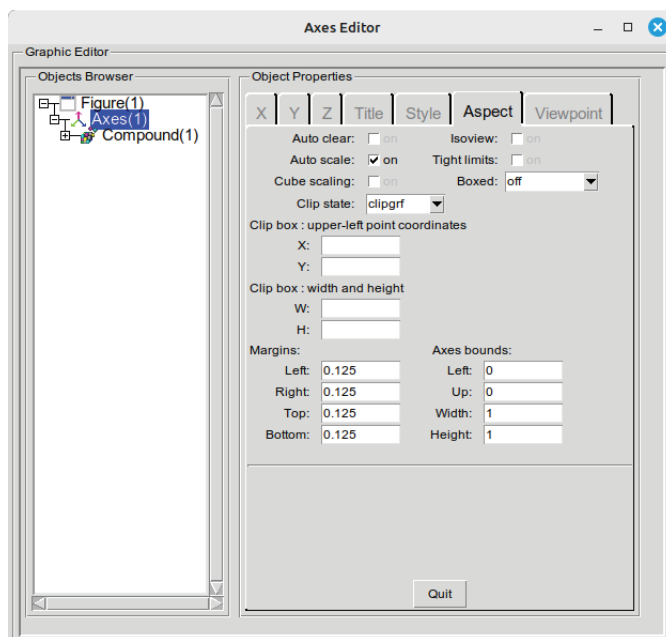 Axes Editor
Graphic Editor
Objects Browser
Figure(1)
Axes(1)
Compound(1)
Object Properties
X Y Z Title Style Aspect Viewpoint
Auto clear: on Isoview: on
Auto scale: on Tight limits: on
Cube scaling: on Boxed: off
Clip state: clipgrf
Clip box : upper-left point coordinates
X:
Y:
Clip box : width and height
W:
H:
Margins: Axes bounds:
Left: 0.125 Left: 0
Right: 0.125 Up: 0
Top: 0.125 Width: 1
Bottom: 0.125 Height: 1
Quit